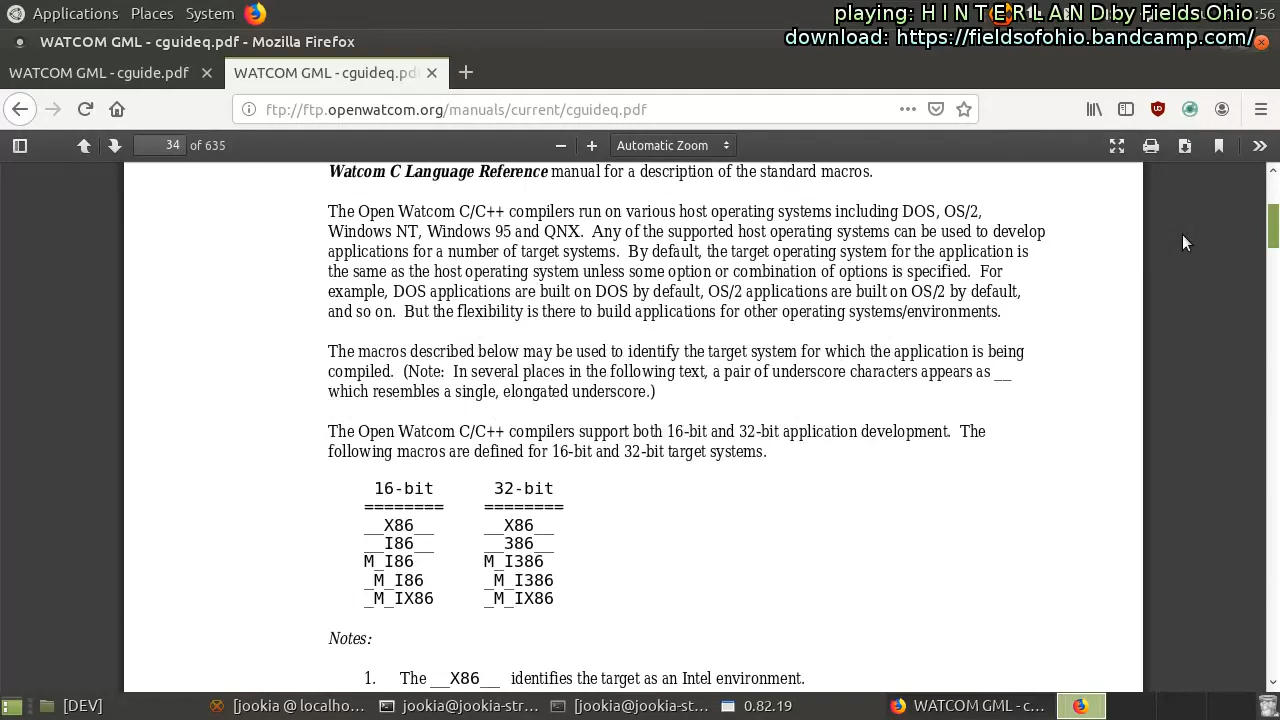 Applications Places System
playing: H I N T E R L A N D by Fields Ohio
:56
WATCOM GML - cguideq.pdf - Mozilla Firefox
download: https://fieldsofohio.bandcamp.com/
WATCOM GML - cguide.pdf
WATCOM GML - cguideq.pd
ftp://ftp.openwatcom.org/manuals/current/cguideq.pdf
34 of 635
Automatic Zoom
Watcom C Language Reference manual for a description of the standard macros.
The Open Watcom C/C++ compilers run on various host operating systems including DOS, OS/2,
Windows NT, Windows 95 and QNX. Any of the supported host operating systems can be used to develop
applications for a number of target systems. By default, the target operating system for the application is
the same as the host operating system unless some option or combination of options is specified. For
example, DOS applications are built on DOS by default, OS/2 applications are built on OS/2 by default,
and so on. But the flexibility is there to build applications for other operating systems/environments.
The macros described below may be used to identify the target system for which the application is being
compiled. (Note: In several places in the following text, a pair of underscore characters appears as __
which resembles a single, elongated underscore.)
The Open Watcom C/C++ compilers support both 16-bit and 32-bit application development. The
following macros are defined for 16-bit and 32-bit target systems.
16-bit 32-bit
======== ========
__X86__ __X86__
__I86__ __386__
M_I86 M_I386
_M_I86 _M_I386
_M_IX86 _M_IX86
Notes:
1. The __X86__ identifies the target as an Intel environment.
[DEV]
[jookia @ localho...
jookia@jookia-str...
[jookia@jookia-st...
0.82.19
WATCOM GML - c...